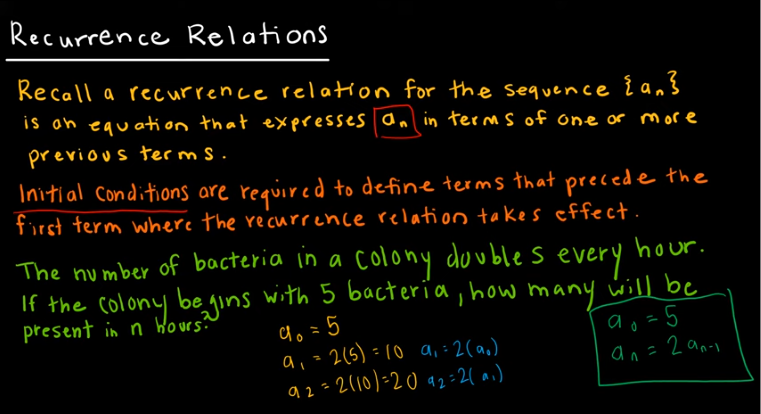 Recurrence Relations
Recall a recurrence relation for the sequence {aₙ}
is an equation that expresses aₙ in terms of one or more
previous terms.
Initial conditions are required to define terms that precede the
first term where the recurrence relation takes effect.
The number of bacteria in a colony doubles every hour.
If the colony begins with 5 bacteria, how many will be
present in n hours?
a₀ = 5
a₁ = 2(5) = 10 a₁ = 2(a₀)
a₂ = 2(10) = 20 a₂ = 2(a₁)
a₀ = 5
aₙ = 2aₙ₋₁